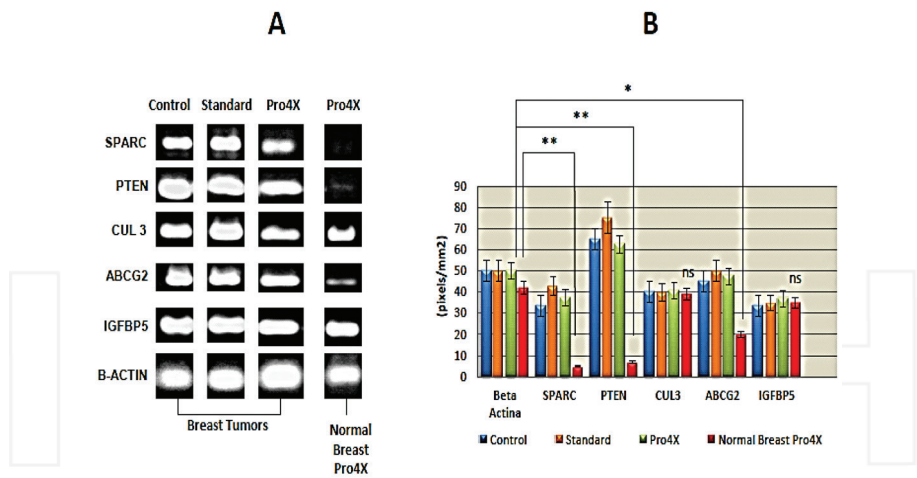 A
B
Control Standard Pro4X Pro4X
SPARC
PTEN
CUL 3
ABCG2
IGFBP5
B-ACTIN
Breast Tumors
Normal
Breast
Pro4X
*
**
**
(pixels/mm2)
90
80
70
60
50
40
30
20
10
0
ns
ns
Beta
Actina
SPARC
PTEN
CUL3
ABCG2
IGFBP5
Control Standard Pro4X Normal Breast Pro4X